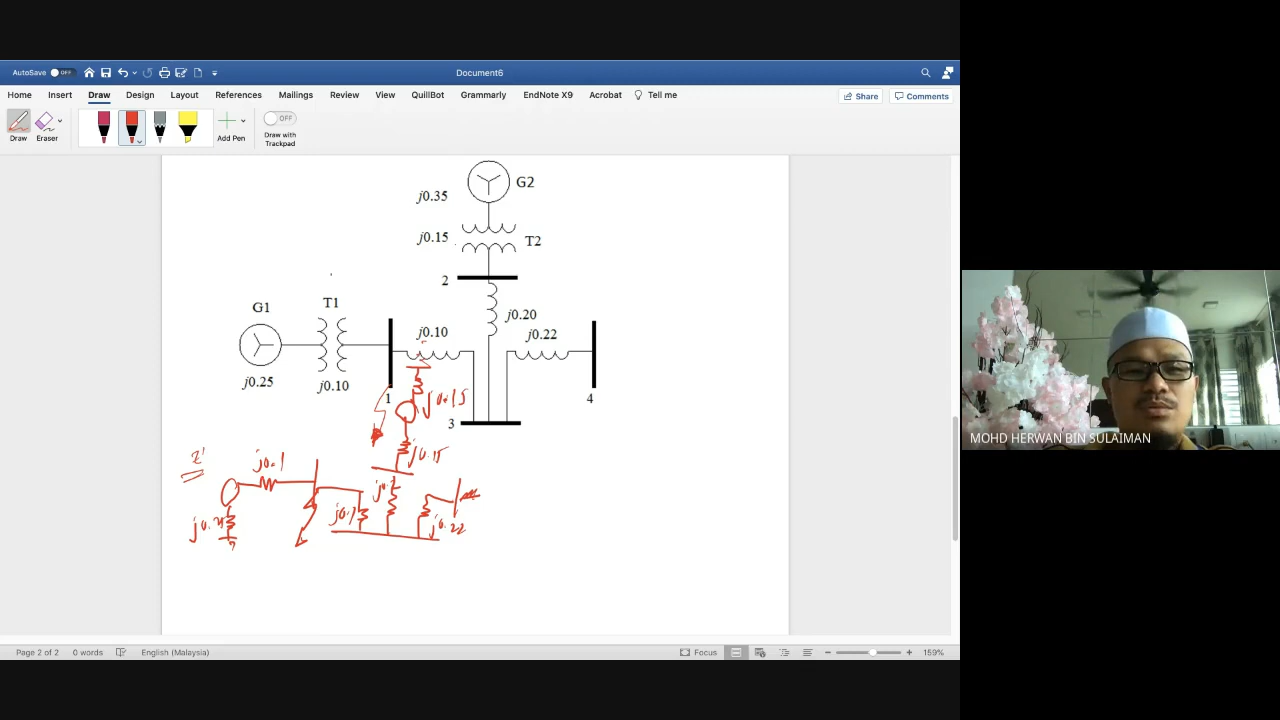 AutoSave OFF
Document6
Home Insert Draw Design Layout References Mailings Review View QuillBot Grammarly EndNote X9 Acrobat Tell me
Share Comments
Draw Eraser Add Pen
OFF
Draw with Trackpad
G2
j0.35
j0.15
T2
2
G1
T1
j0.20
j0.10
j0.22
j0.25
j0.10
1
4
3
j0.15
j0.15
j0.1
j0.22
MOHD HERWAN BIN SULAIMAN
Page 2 of 2 0 words English (Malaysia) Focus 159%